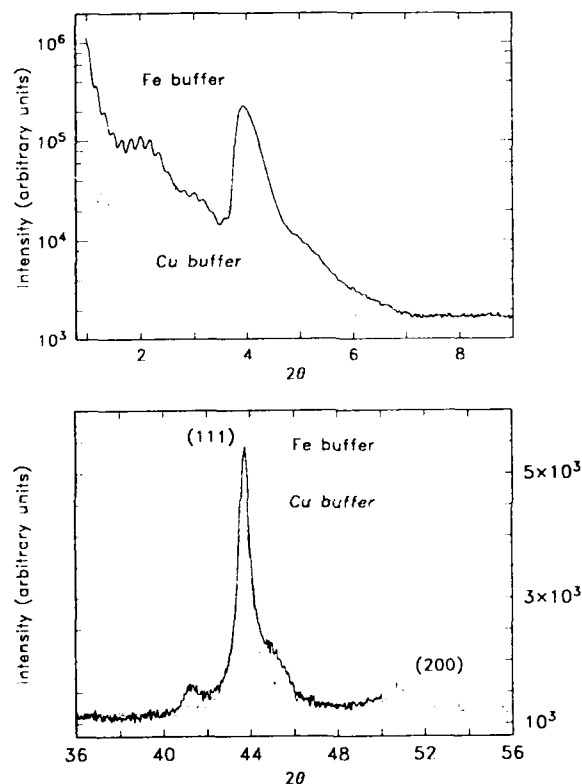 Intensity (arbitrary units)
10⁶
10⁵
10⁴
10³
Fe buffer
Cu buffer
2 4 6 8
2θ
Intensity (arbitrary units)
(111)
Fe buffer
Cu buffer
(200)
5×10³
3×10³
10³
36 40 44 48 52 56
2θ